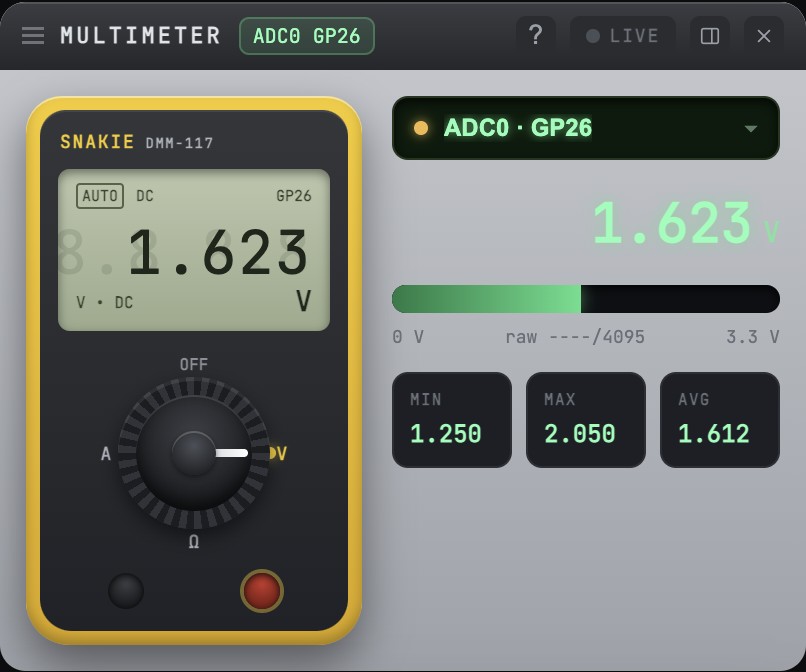 MULTIMETER ADC0 GP26 ? LIVE
SNAKIE DMM-117
AUTO DC GP26
1.623
V • DC V
OFF
A V
Ω
ADC0 · GP26
1.623 V
0 V raw ----/4095 3.3 V
MIN MAX AVG
1.250 2.050 1.612